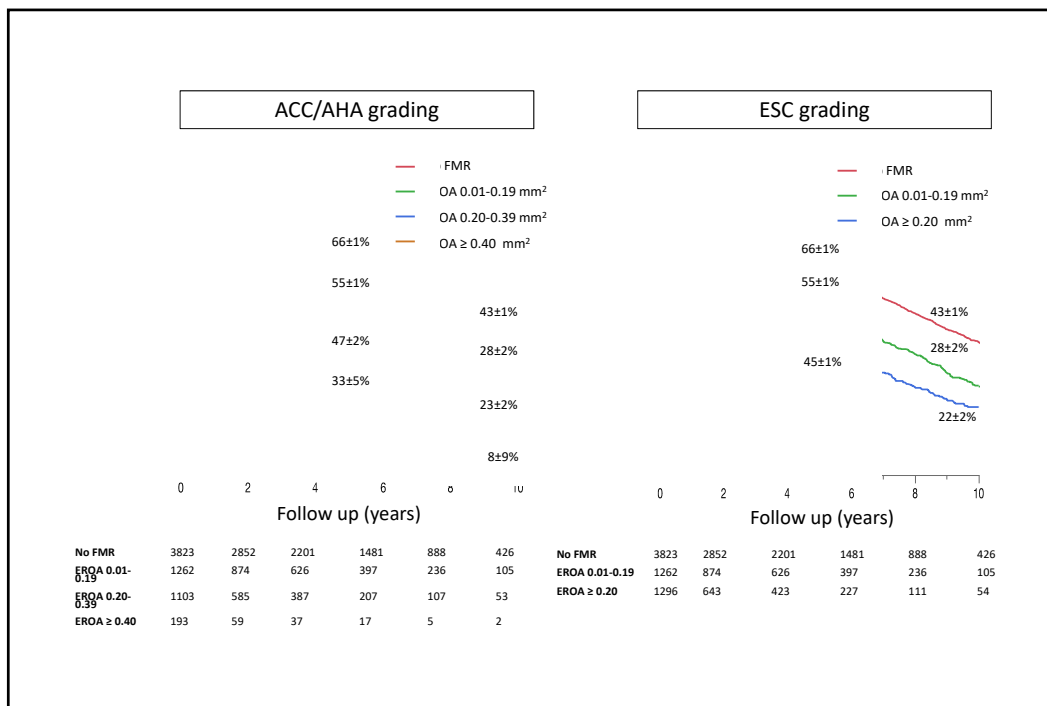 ACC/AHA grading
FMR
OA 0.01-0.19 mm²
OA 0.20-0.39 mm²
OA ≥ 0.40 mm²
66±1%
55±1%
47±2%
33±5%
43±1%
28±2%
23±2%
8±9%
0 2 4 6 8 10
Follow up (years)
No FMR 3823 2852 2201 1481 888 426
EROA 0.01-
0.19 1262 874 626 397 236 105
EROA 0.20-
0.39 1103 585 387 207 107 53
EROA ≥ 0.40 193 59 37 17 5 2
ESC grading
FMR
OA 0.01-0.19 mm²
OA ≥ 0.20 mm²
66±1%
55±1%
45±1%
43±1%
28±2%
22±2%
0 2 4 6 8 10
Follow up (years)
No FMR 3823 2852 2201 1481 888 426
EROA 0.01-0.19 1262 874 626 397 236 105
EROA ≥ 0.20 1296 643 423 227 111 54